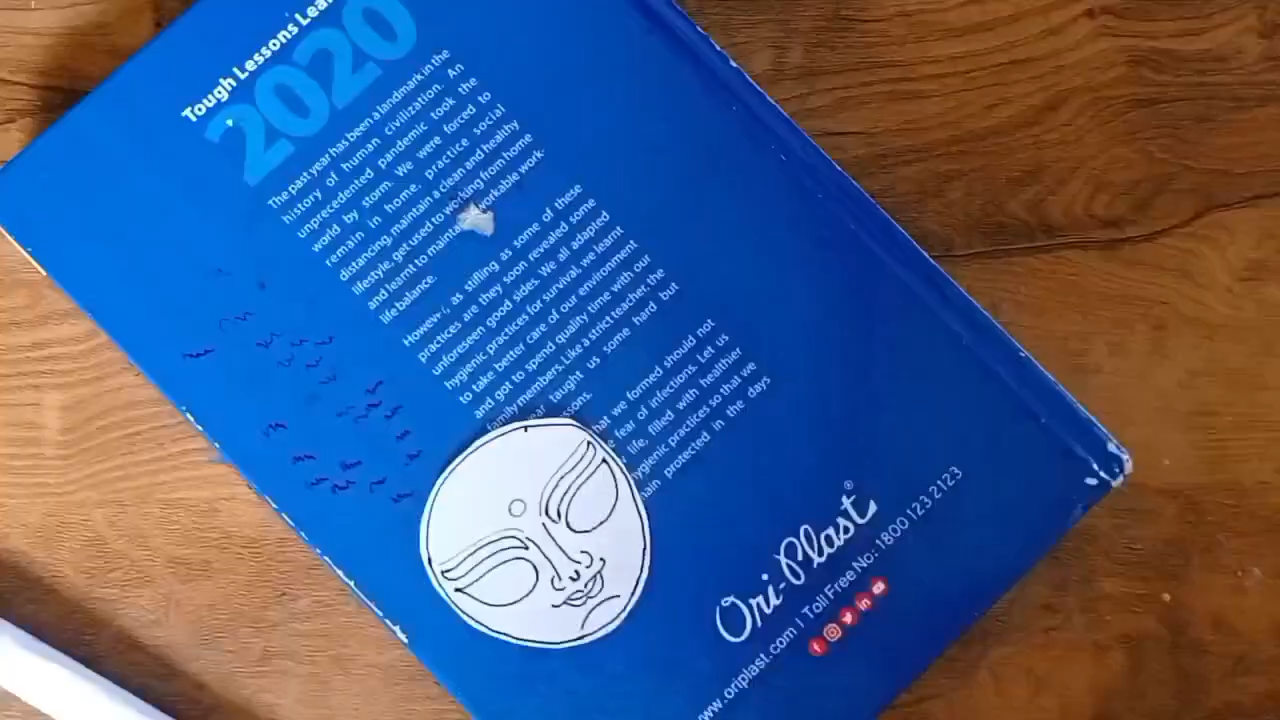 Tough Lessons
2020
The past year has been a landmark in the
history of human civilization. An
unprecedented pandemic took the
world by storm. We were forced to
remain in home, practice social
distancing, maintain a clean and healthy
lifestyle, get used to working from home
and learnt to workable work-
life balance.
as stifling as some of these
practices are they soon revealed some
unforeseen good sides. We all adapted
hygienic practices for survival, we learnt
to take better care of our environment
and got to spend quality time with our
family members. Like a strict teacher, the
taught us some hard but
that we formed should not
fear of infections. Let us
life, filled with healthier
hygienic practices so that we
protected in the days
Ori-Plast®
www.oriplast.com | Toll Free No: 1800 123 2123